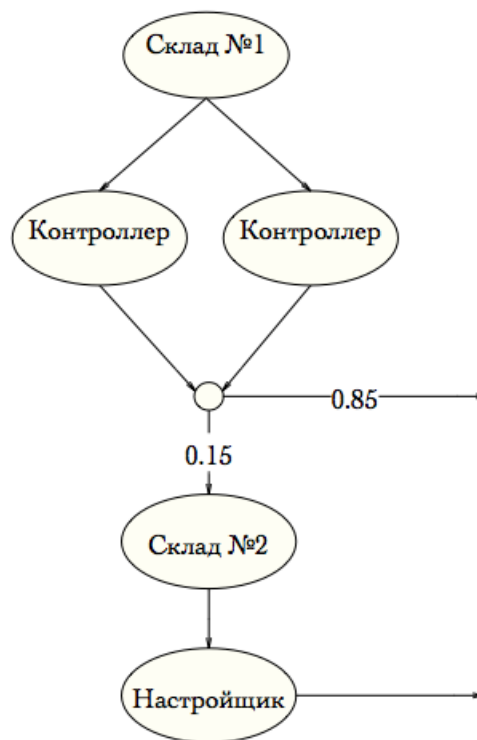 Склад №1
Контроллер
Контроллер
0.85
0.15
Склад №2
Настройщик